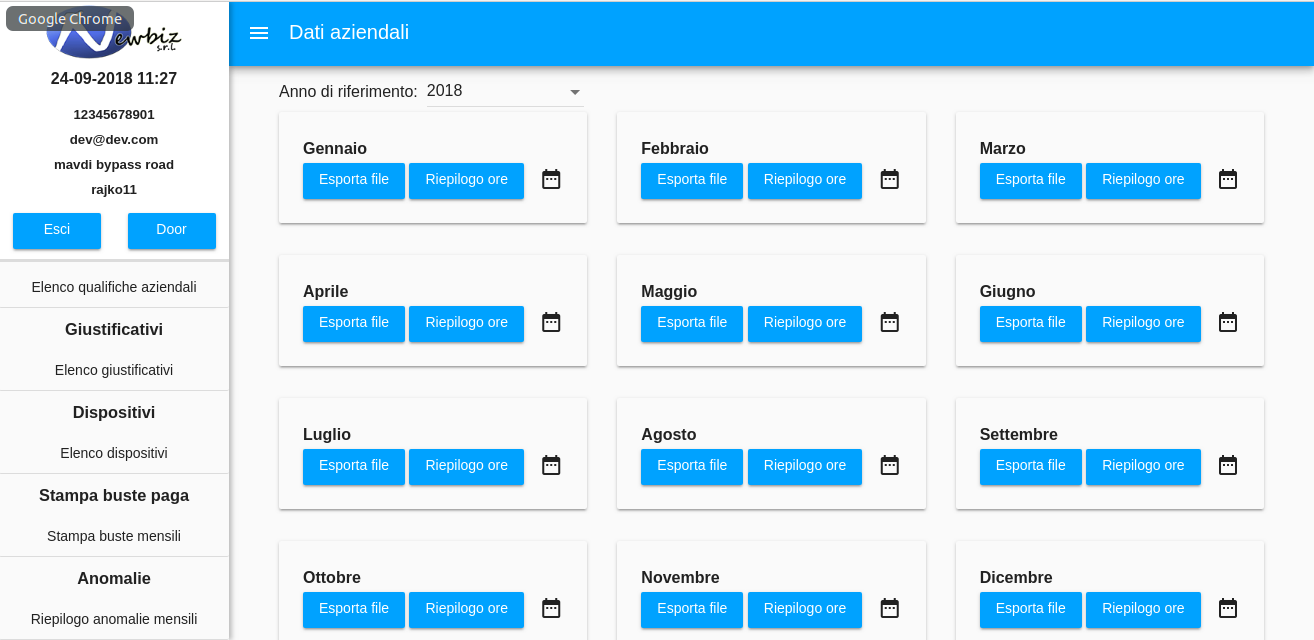 Google Chrome
Newbiz
s.r.l.
24-09-2018 11:27
12345678901
dev@dev.com
mavdi bypass road
rajko11
Esci Door
Elenco qualifiche aziendali
Giustificativi
Elenco giustificativi
Dispositivi
Elenco dispositivi
Stampa buste paga
Stampa buste mensili
Anomalie
Riepilogo anomalie mensili
Dati aziendali
Anno di riferimento: 2018
Gennaio
Esporta file Riepilogo ore
Febbraio
Esporta file Riepilogo ore
Marzo
Esporta file Riepilogo ore
Aprile
Esporta file Riepilogo ore
Maggio
Esporta file Riepilogo ore
Giugno
Esporta file Riepilogo ore
Luglio
Esporta file Riepilogo ore
Agosto
Esporta file Riepilogo ore
Settembre
Esporta file Riepilogo ore
Ottobre
Esporta file Riepilogo ore
Novembre
Esporta file Riepilogo ore
Dicembre
Esporta file Riepilogo ore